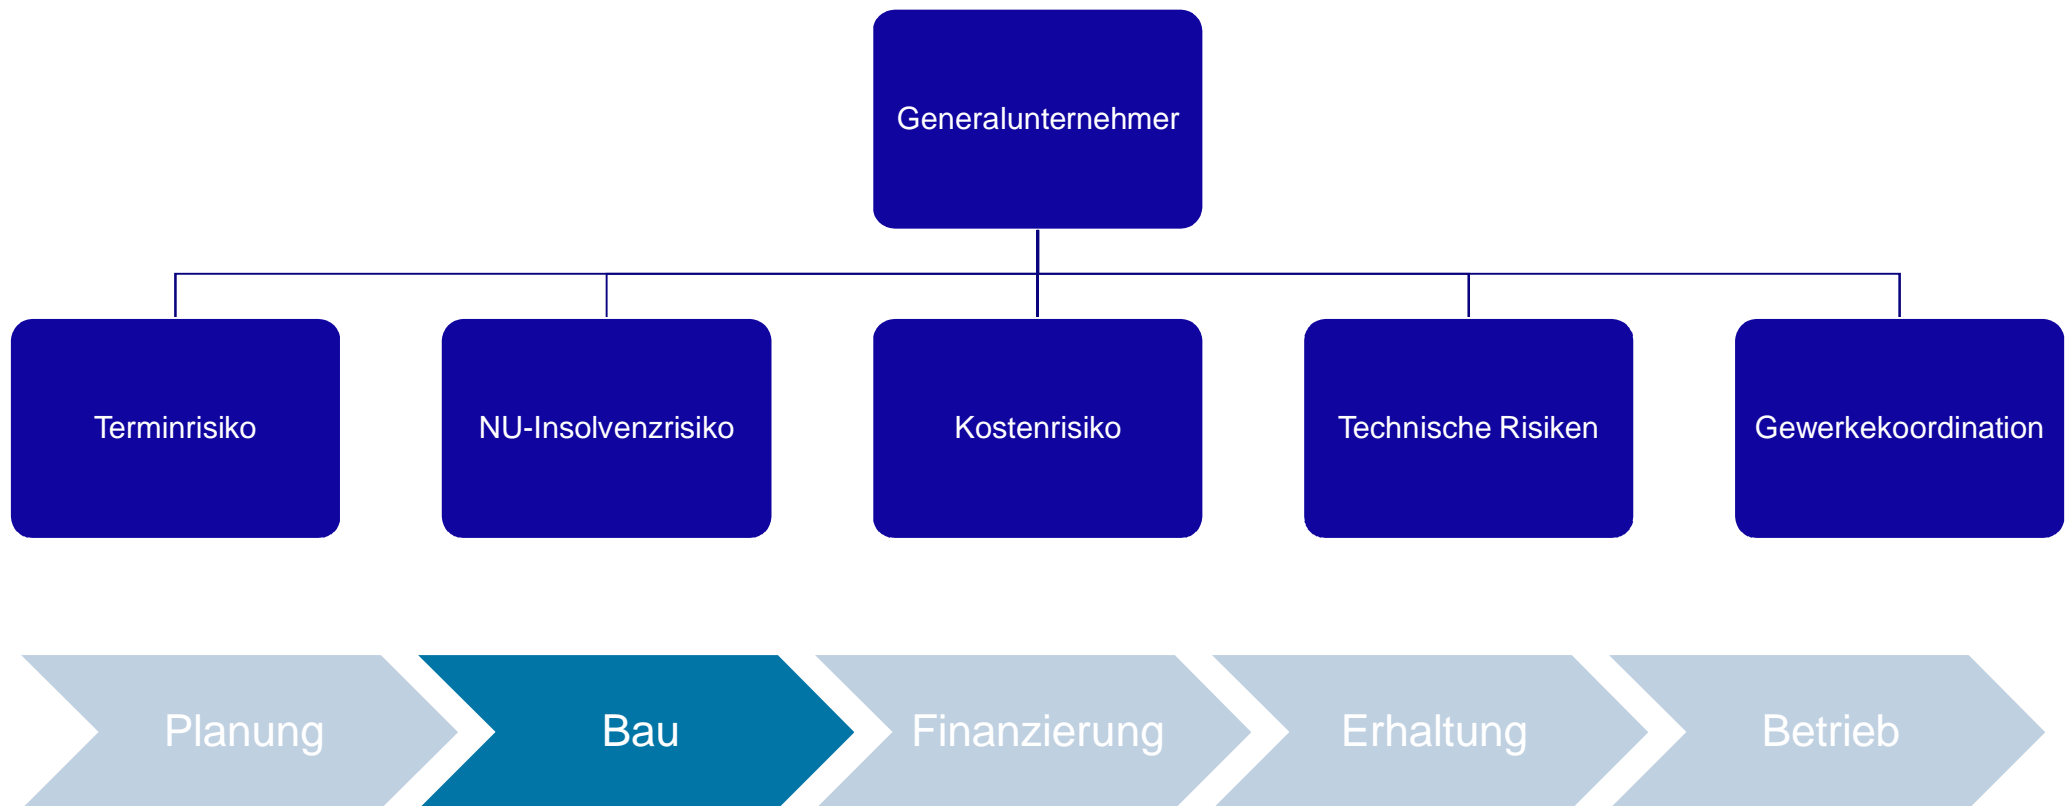 Generalunternehmer
Terminrisiko
NU-Insolvenzrisiko
Kostenrisiko
Technische Risiken
Gewerkekoordination
Planung
Bau
Finanzierung
Erhaltung
Betrieb